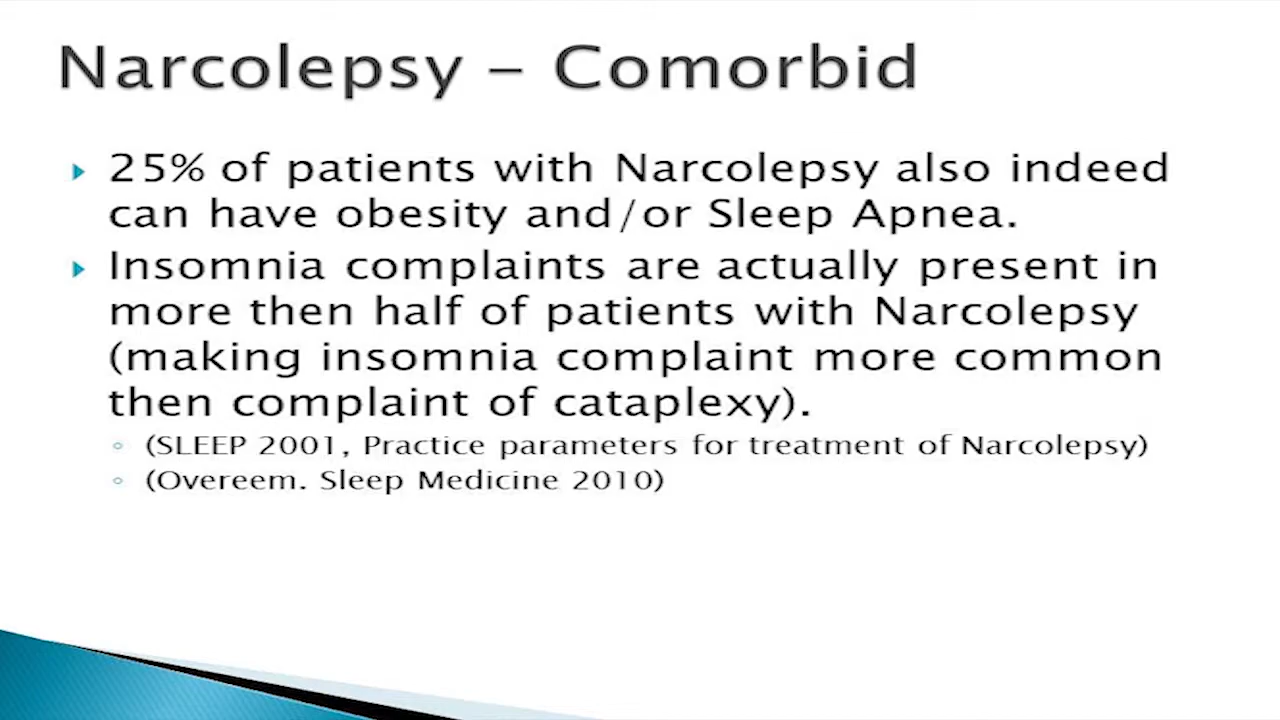 Narcolepsy - Comorbid
25% of patients with Narcolepsy also indeed
can have obesity and/or Sleep Apnea.
Insomnia complaints are actually present in
more then half of patients with Narcolepsy
(making insomnia complaint more common
then complaint of cataplexy).
(SLEEP 2001, Practice parameters for treatment of Narcolepsy)
(Overeem. Sleep Medicine 2010)